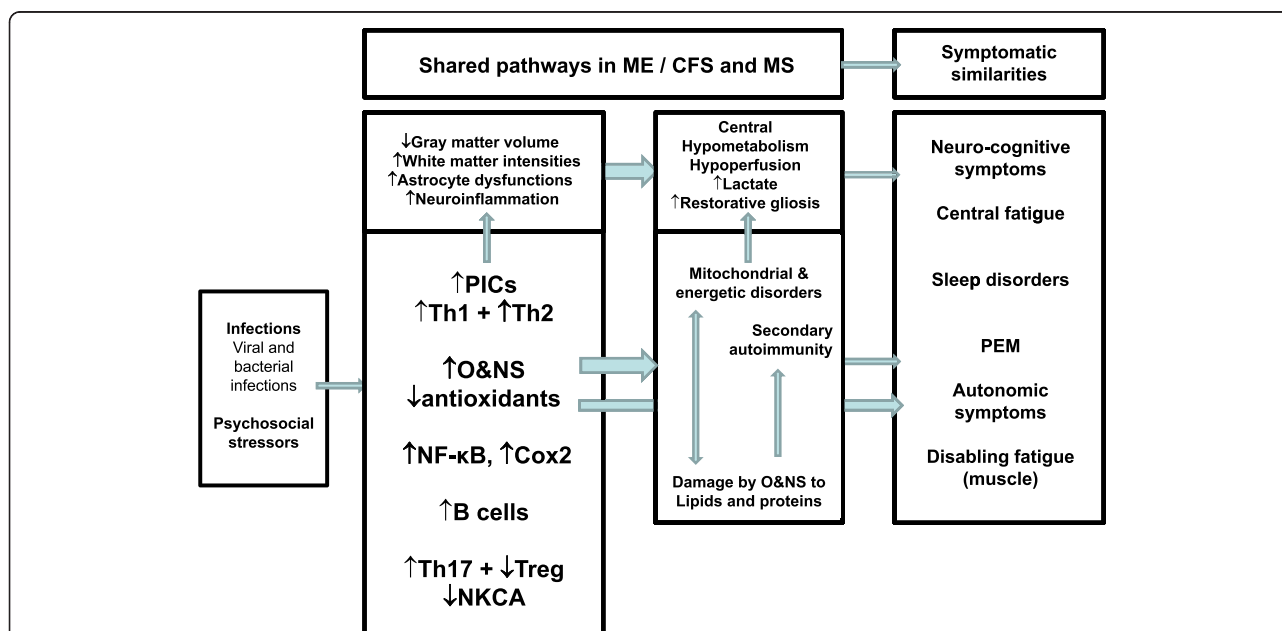 Shared pathways in ME / CFS and MS
Symptomatic
similarities
↓Gray matter volume
↑White matter intensities
↑Astrocyte dysfunctions
↑Neuroinflammation
Central
Hypometabolism
Hypoperfusion
↑Lactate
↑Restorative gliosis
Neuro-cognitive
symptoms
Central fatigue
Sleep disorders
PEM
Autonomic
symptoms
Disabling fatigue
(muscle)
Infections
Viral and
bacterial
infections
Psychosocial
stressors
↑PICs
↑Th1 + ↑Th2
↑O&NS
↓antioxidants
↑NF-κB, ↑Cox2
↑B cells
↑Th17 + ↓Treg
↓NKCA
Mitochondrial &
energetic disorders
Secondary
autoimmunity
Damage by O&NS to
Lipids and proteins